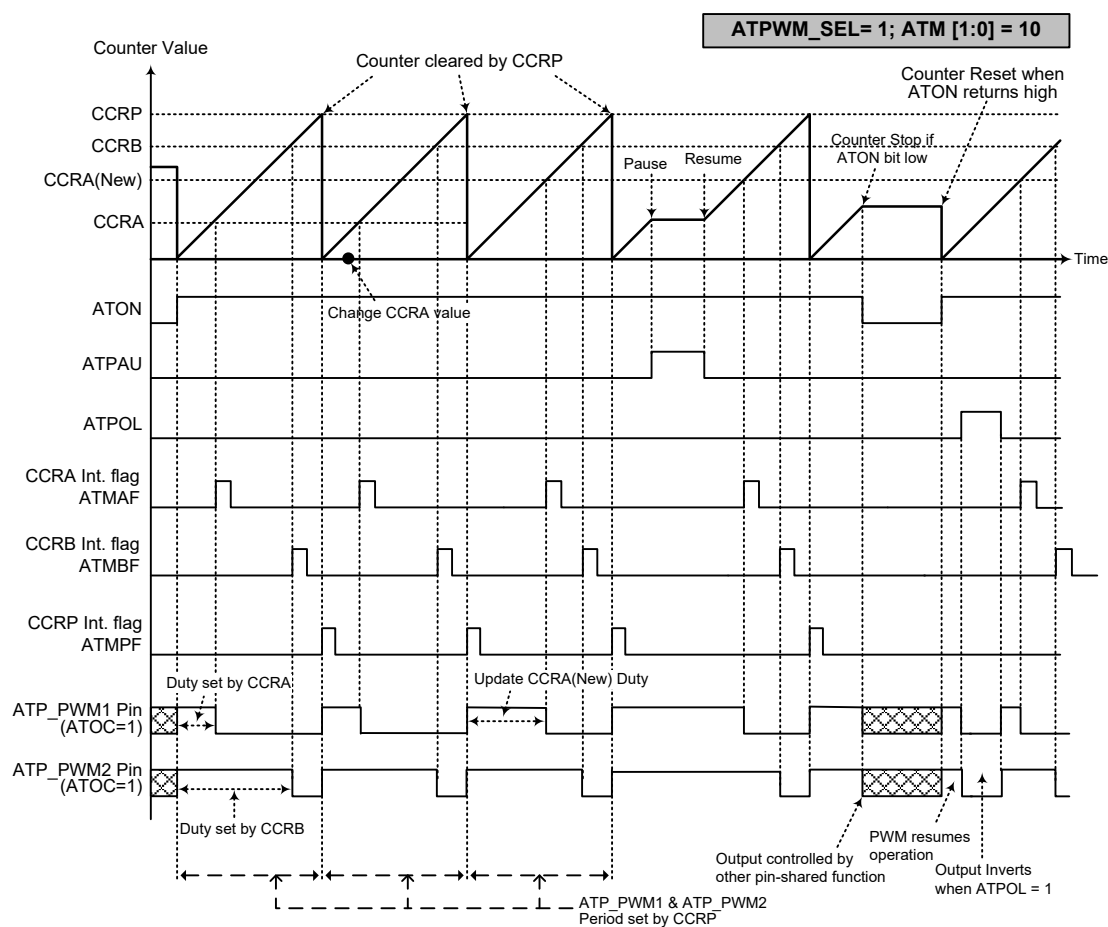 ATPWM_SEL= 1; ATM [1:0] = 10
Counter Value
Counter cleared by CCRP
Counter Reset when
ATON returns high
CCRP
CCRB
CCRA(New)
CCRA
Pause
Resume
Counter Stop if
ATON bit low
Time
Change CCRA value
ATON
ATPAU
ATPOL
CCRA Int. flag
ATMAF
CCRB Int. flag
ATMBF
CCRP Int. flag
ATMPF
Duty set by CCRA
Update CCRA(New) Duty
ATP_PWM1 Pin
(ATOC=1)
ATP_PWM2 Pin
(ATOC=1)
Duty set by CCRB
Output controlled by
other pin-shared function
PWM resumes
operation
Output Inverts
when ATPOL = 1
ATP_PWM1 & ATP_PWM2
Period set by CCRP